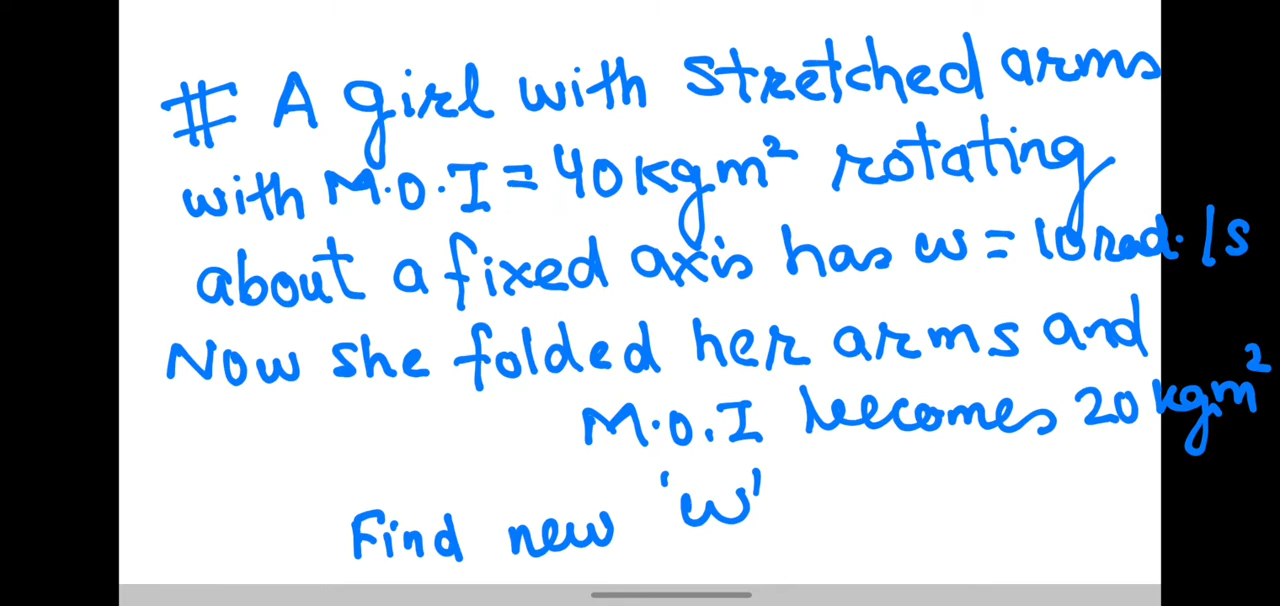 # A girl with stretched arms
with M.O.I = 40 kgm² rotating
about a fixed axis has w = 10 rad./s
Now she folded her arms and
M.O.I becomes 20 kgm²
Find new 'w'